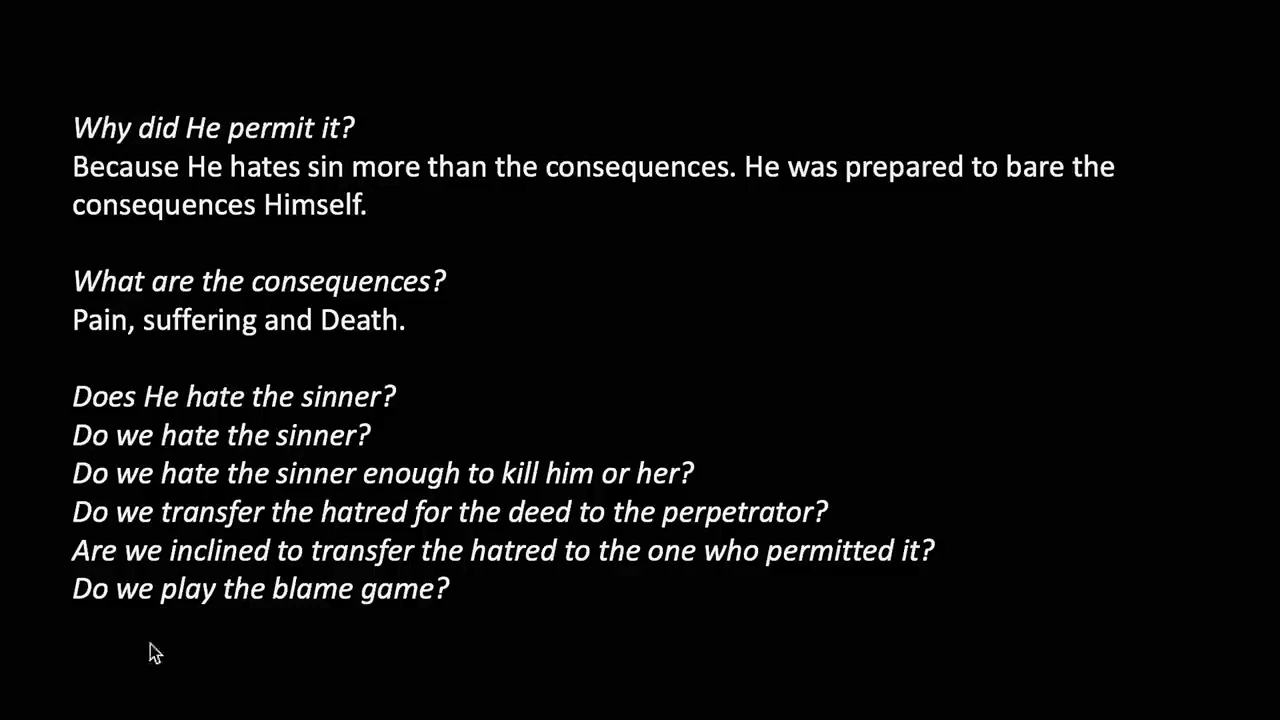 Why did He permit it?
Because He hates sin more than the consequences. He was prepared to bare the
consequences Himself.
What are the consequences?
Pain, suffering and Death.
Does He hate the sinner?
Do we hate the sinner?
Do we hate the sinner enough to kill him or her?
Do we transfer the hatred for the deed to the perpetrator?
Are we inclined to transfer the hatred to the one who permitted it?
Do we play the blame game?